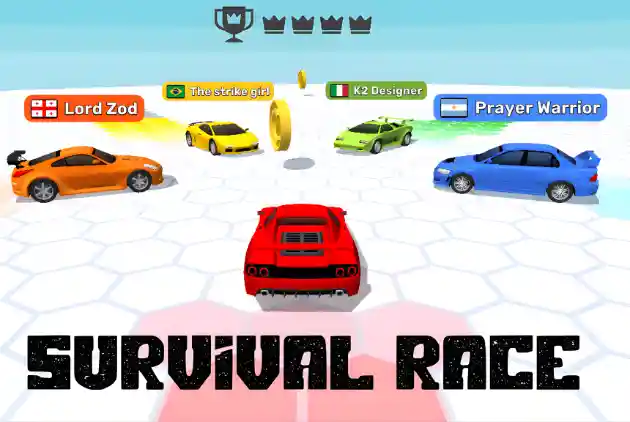 The strike girl
K2 Designer
Lord Zod
Prayer Warrior
SURVIVAL RACE